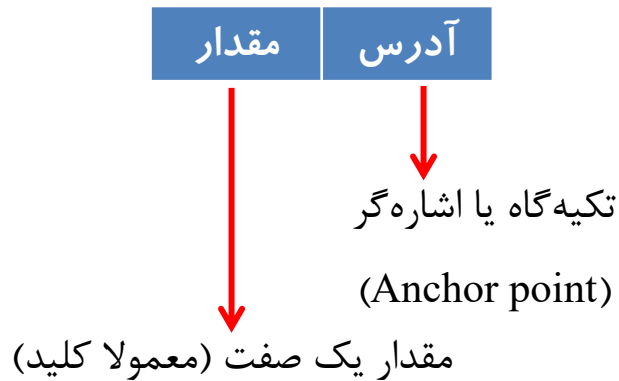 آدرس
مقدار
تکیه‌گاه یا اشاره‌گر
(Anchor point)
مقدار یک صفت (معمولا کلید)